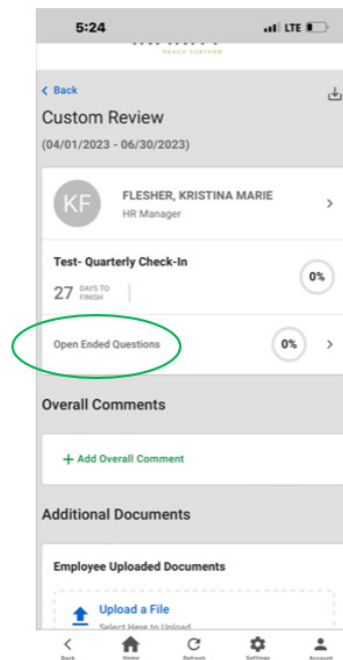 5:24
LTE
REACH FURTHER
Back
Custom Review
(04/01/2023 - 06/30/2023)
KF
FLESHER, KRISTINA MARIE
HR Manager
Test- Quarterly Check-In
0%
27 DAYS TO
FINISH
Open Ended Questions
0%
Overall Comments
+ Add Overall Comment
Additional Documents
Employee Uploaded Documents
Upload a File
Select Here to Upload
Back Home Refresh Settings Account